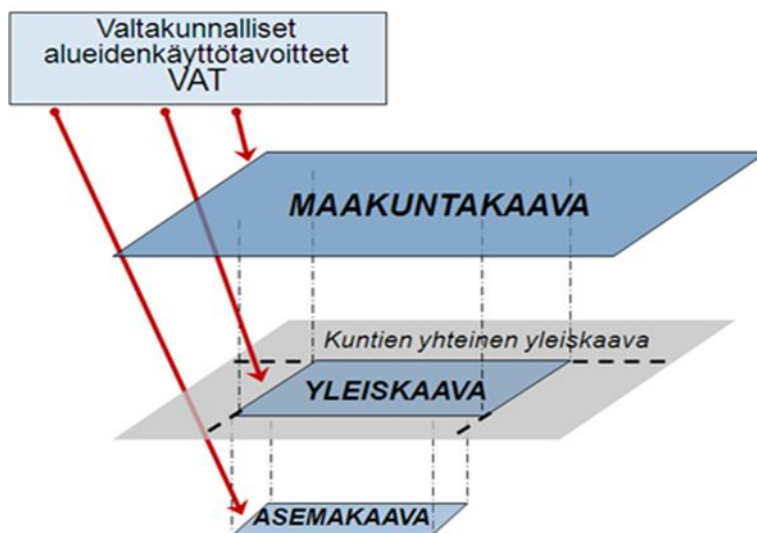 Valtakunnalliset
alueidenkäyttötavoitteet
VAT
MAAKUNTAKAAVA
Kuntien yhteinen yleiskaava
YLEISKAAVA
ASEMAKAAVA